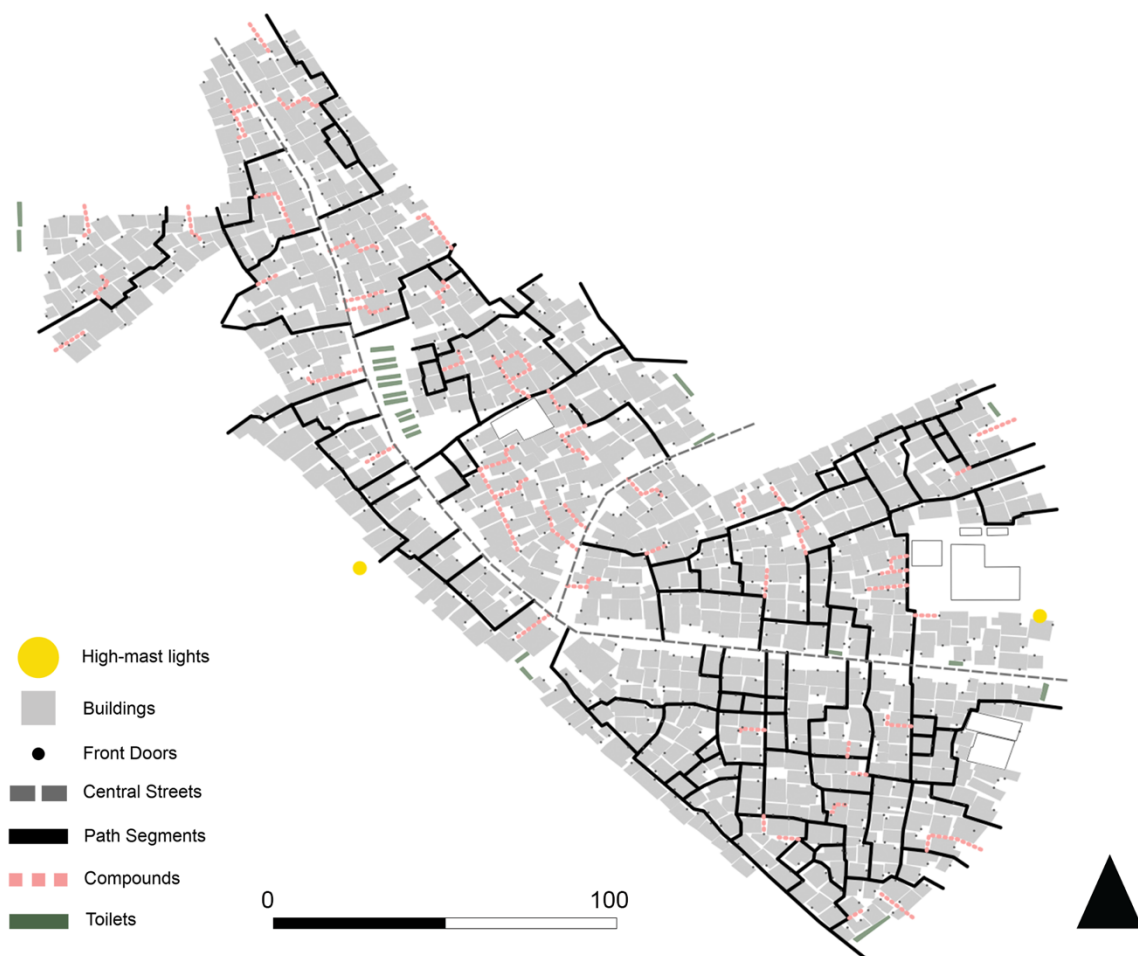 High-mast lights
Buildings
Front Doors
Central Streets
Path Segments
Compounds
Toilets
0 100